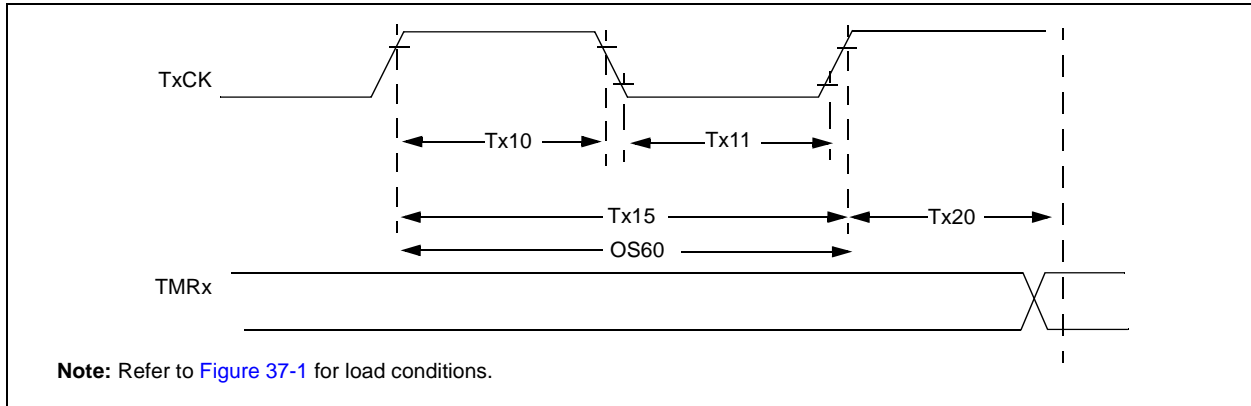 TxCK
Tx10
Tx11
Tx15
Tx20
OS60
TMRx
Note: Refer to Figure 37-1 for load conditions.